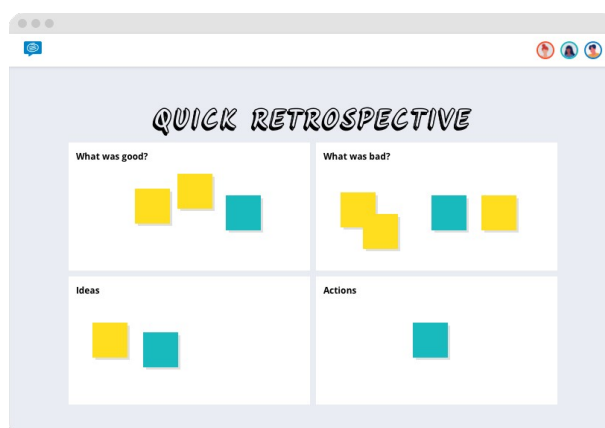 QUICK RETROSPECTIVE
What was good?
What was bad?
Ideas
Actions